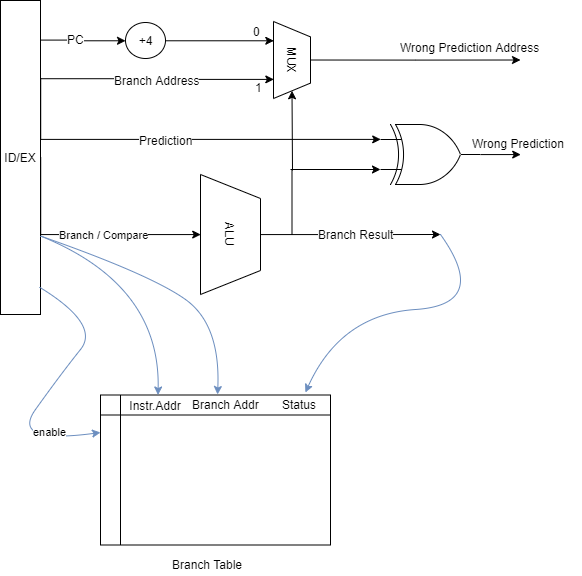 0
PC
+4
Wrong Prediction Address
MUX
Branch Address
1
Prediction
Wrong Prediction
ID/EX
Branch / Compare
ALU
Branch Result
Instr.Addr
Branch Addr
Status
enable
Branch Table